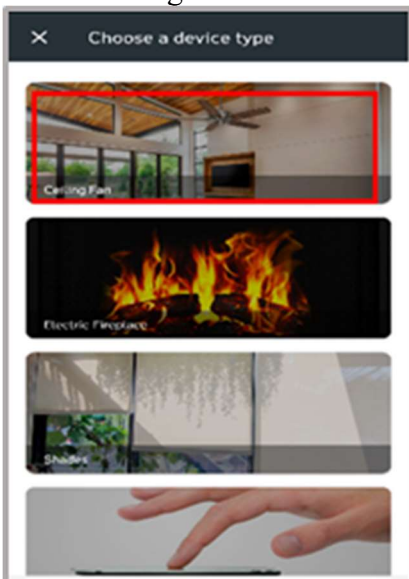 × Choose a device type
Ceiling Fan
Electric Fireplace
Shades